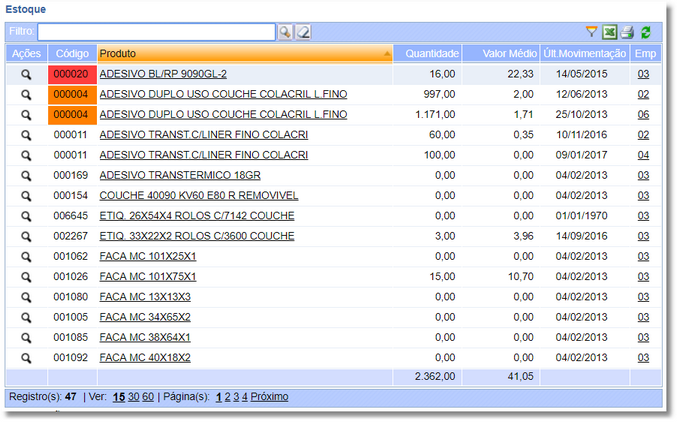 Estoque
Filtro:
Ações Código Produto Quantidade Valor Médio Últ.Movimentação Emp
000020 ADESIVO BL/RP 9090GL-2 16,00 22,33 14/05/2015 03
000004 ADESIVO DUPLO USO COUCHE COLACRIL L.FINO 997,00 2,00 12/06/2013 02
000004 ADESIVO DUPLO USO COUCHE COLACRIL L.FINO 1.171,00 1,71 25/10/2013 06
000011 ADESIVO TRANST.C/LINER FINO COLACRI 60,00 0,35 10/11/2016 02
000011 ADESIVO TRANST.C/LINER FINO COLACRI 100,00 0,00 09/01/2017 04
000169 ADESIVO TRANSTERMICO 18GR 0,00 0,00 04/02/2013 03
000154 COUCHE 40090 KV60 E80 R REMOVIVEL 0,00 0,00 04/02/2013 03
006645 ETIQ. 26X54X4 ROLOS C/7142 COUCHE 0,00 0,00 01/01/1970 03
002267 ETIQ. 33X22X2 ROLOS C/3600 COUCHE 3,00 3,96 14/09/2016 03
001062 FACA MC 101X25X1 0,00 0,00 04/02/2013 03
001026 FACA MC 101X75X1 15,00 10,70 04/02/2013 03
001080 FACA MC 13X13X3 0,00 0,00 04/02/2013 03
001005 FACA MC 34X65X2 0,00 0,00 04/02/2013 03
001085 FACA MC 38X64X1 0,00 0,00 04/02/2013 03
001092 FACA MC 40X18X2 0,00 0,00 04/02/2013 03
2.362,00 41,05
Registro(s): 47 | Ver: 15 30 60 | Página(s): 1 2 3 4 Próximo